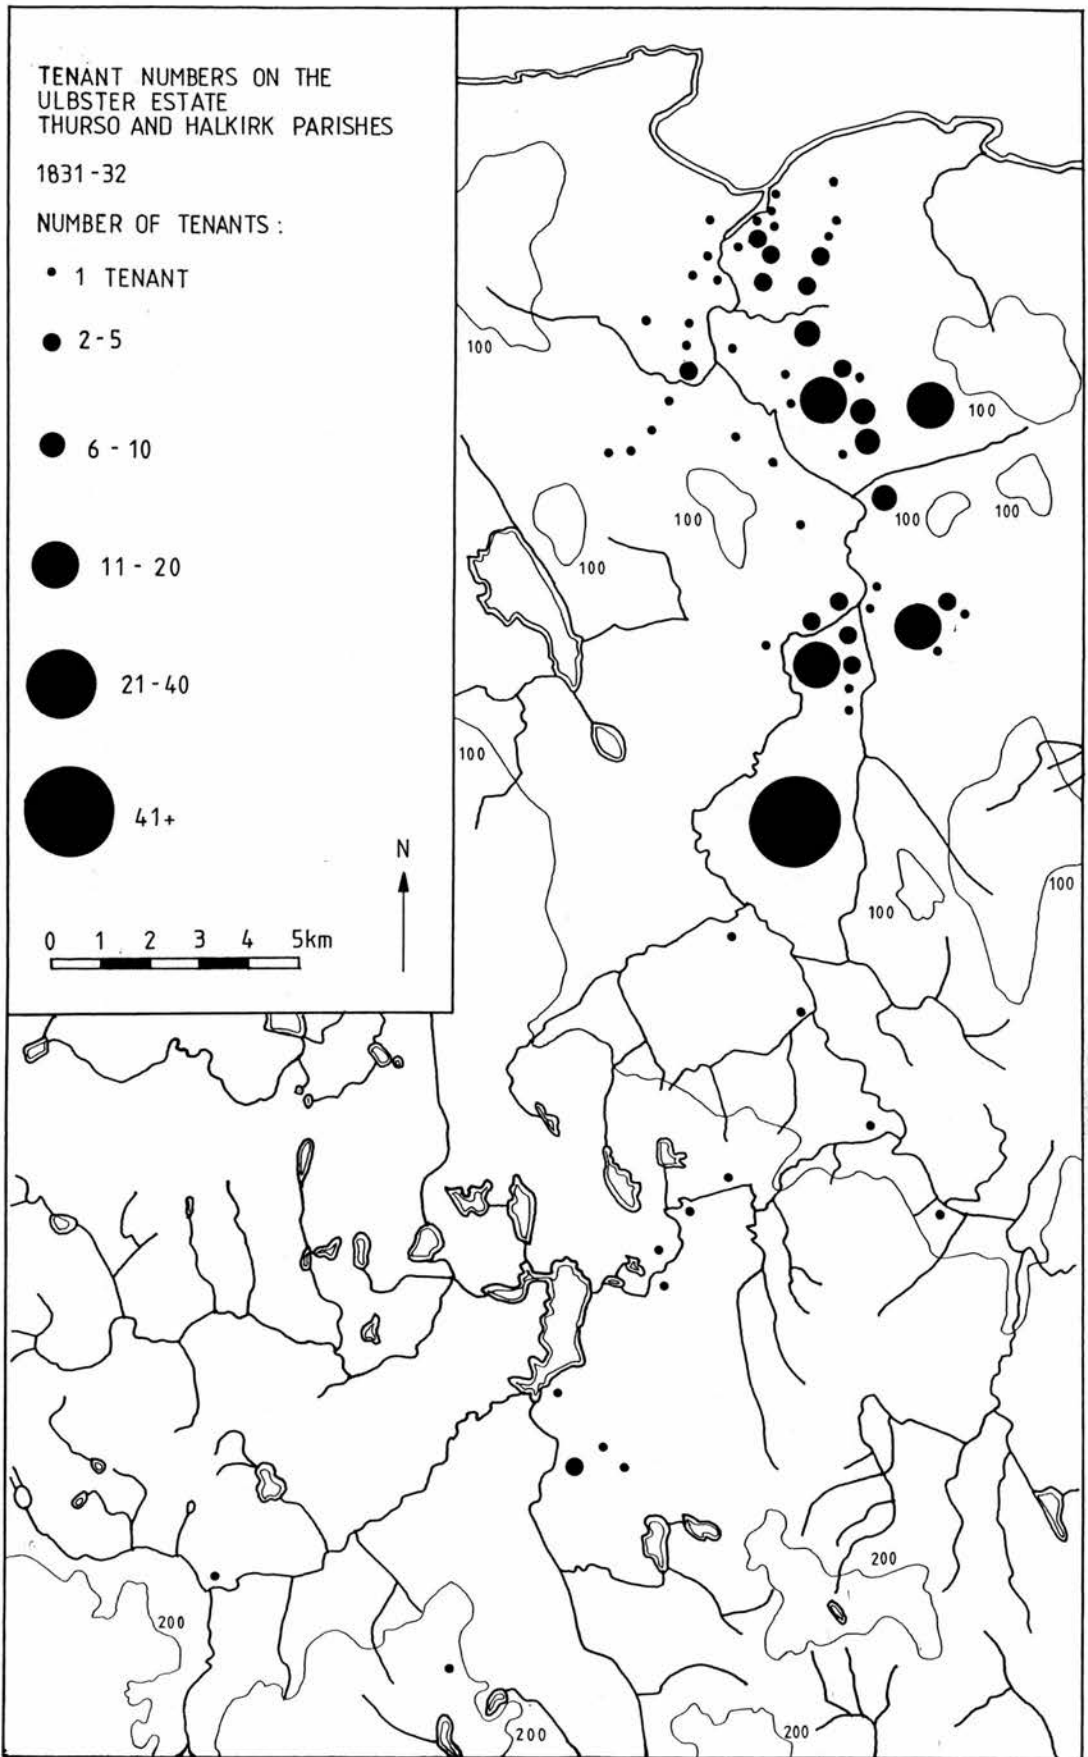 TENANT NUMBERS ON THE
ULBSTER ESTATE
THURSO AND HALKIRK PARISHES
1831-32
NUMBER OF TENANTS :
1 TENANT
2-5
6 - 10
11 - 20
21-40
41+
N
0 1 2 3 4 5km
100
100
100
100
100
100
100
100
100
200
200
200
200